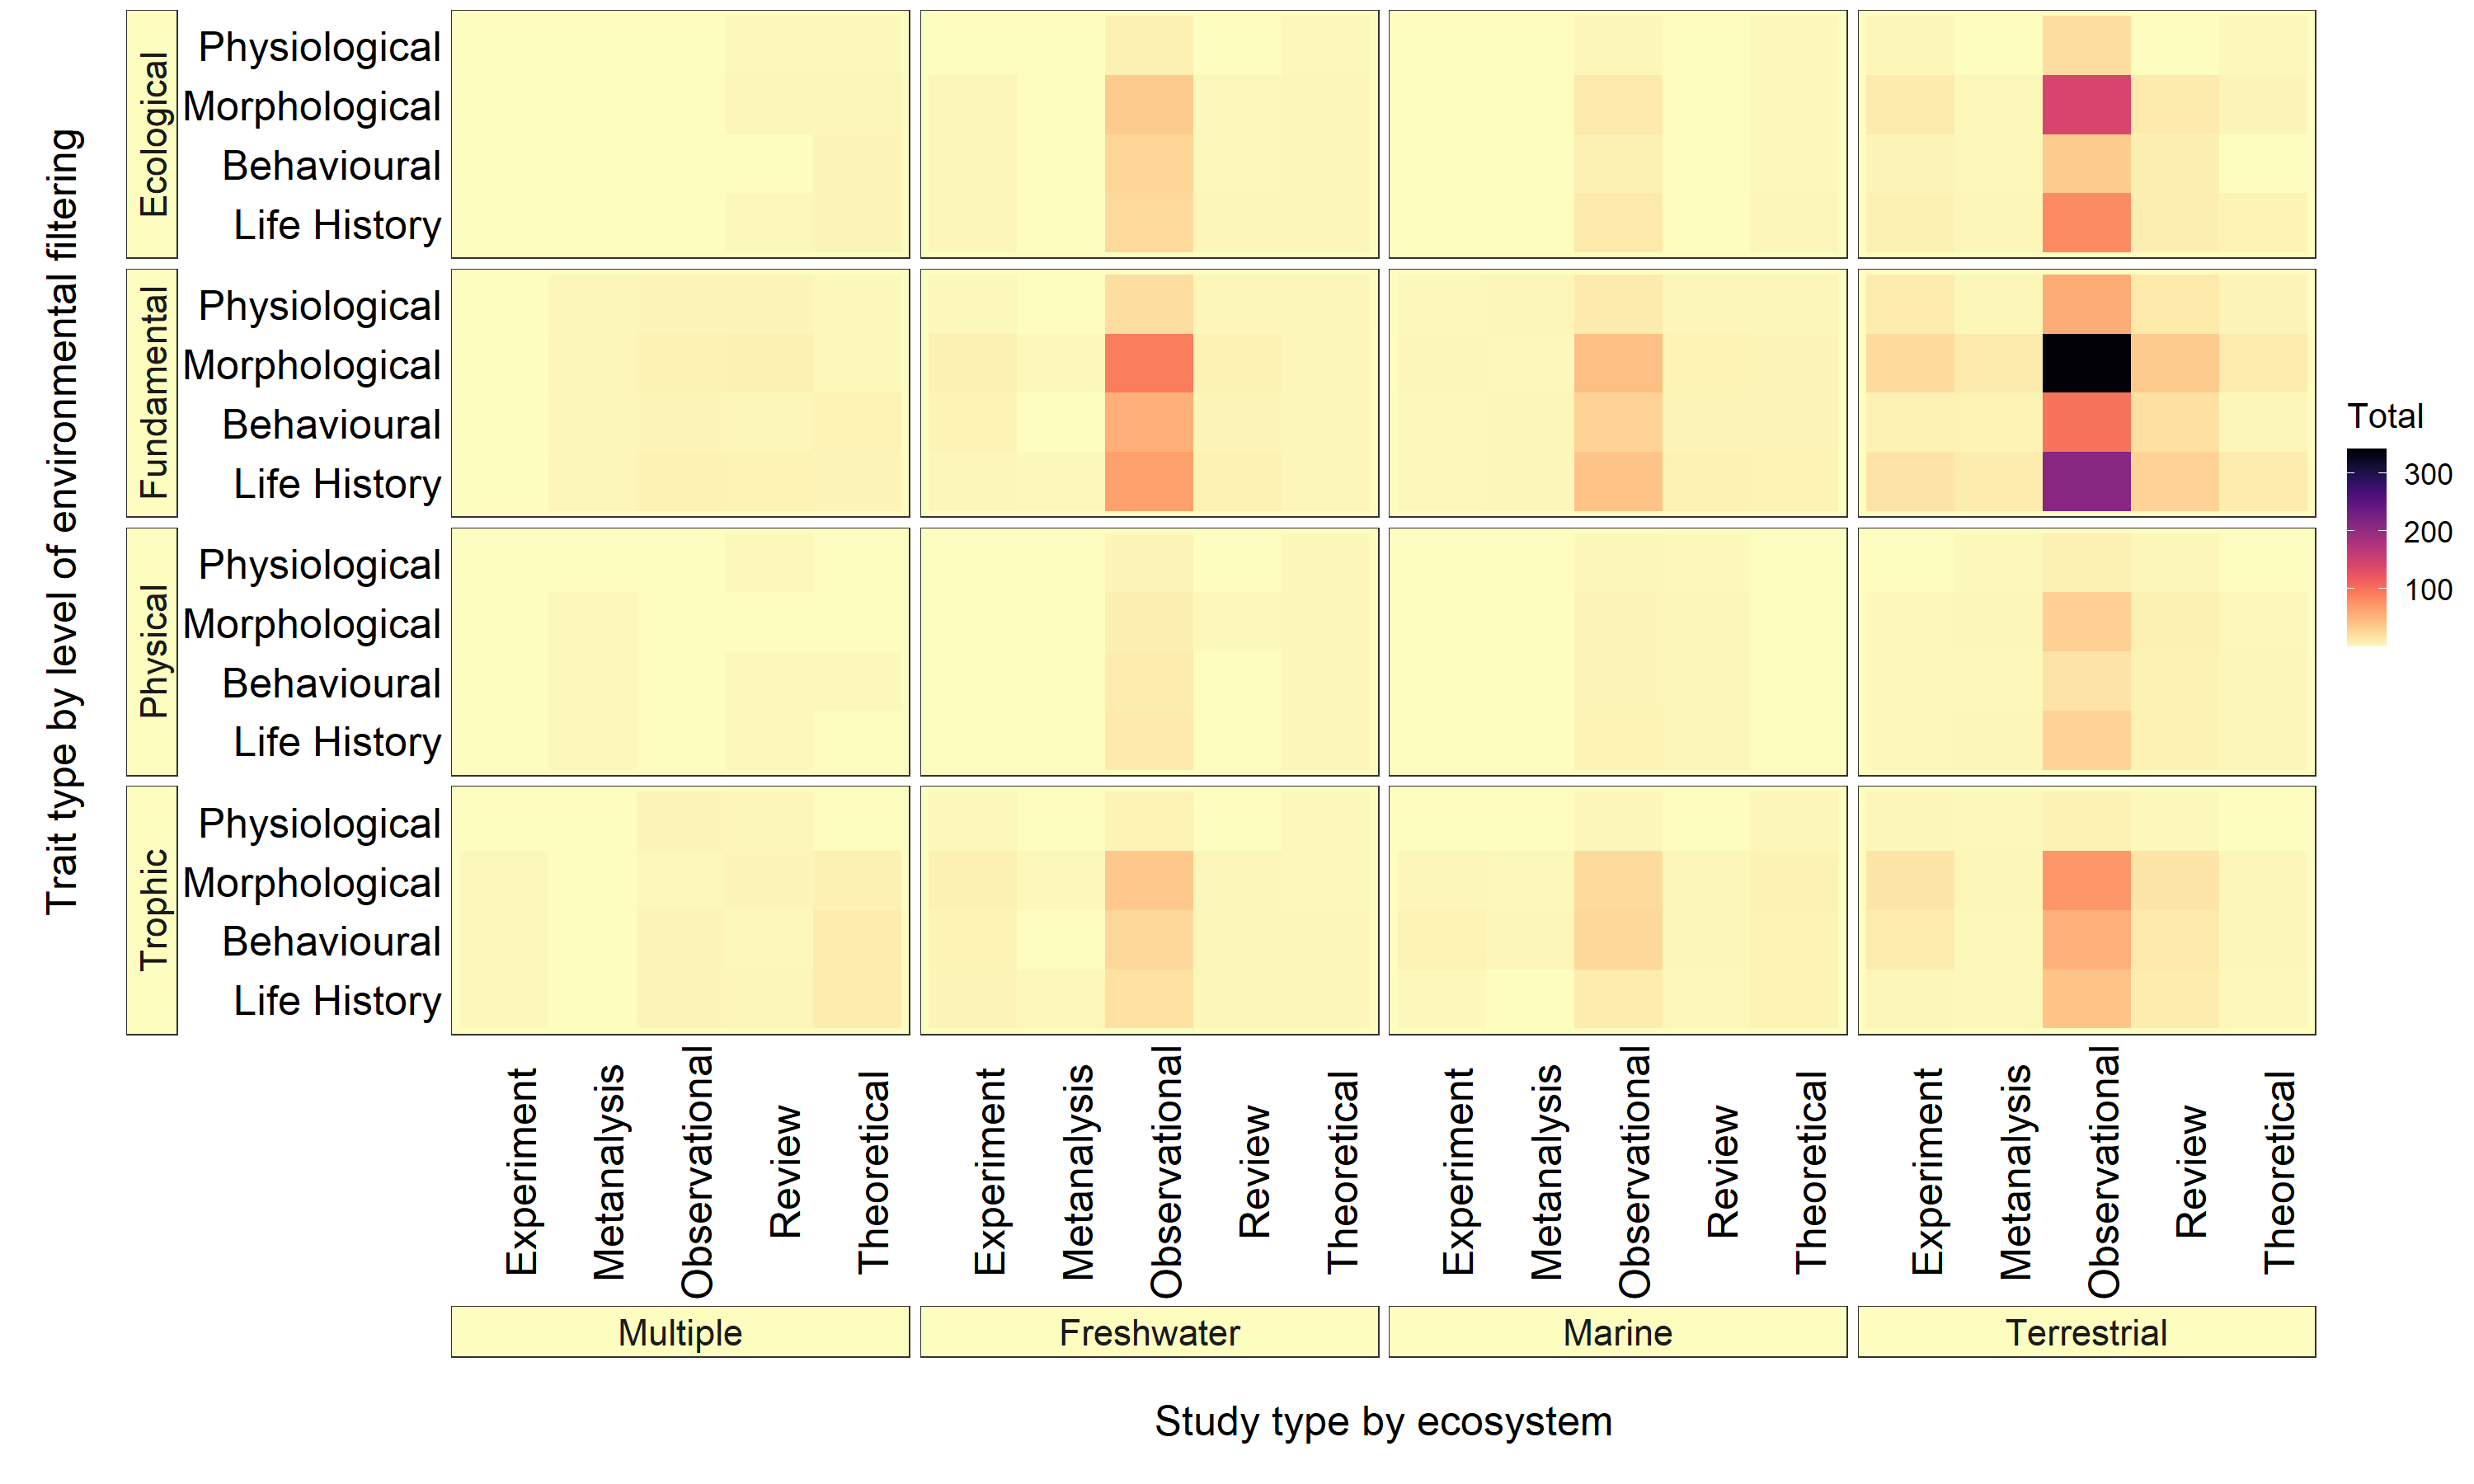 Trait type by level of environmental filtering
Ecological
Physiological
Morphological
Behavioural
Life History
Fundamental
Physiological
Morphological
Behavioural
Life History
Physical
Physiological
Morphological
Behavioural
Life History
Trophic
Physiological
Morphological
Behavioural
Life History
Total
300
200
100
Experiment
Metanalysis
Observational
Review
Theoretical
Experiment
Metanalysis
Observational
Review
Theoretical
Experiment
Metanalysis
Observational
Review
Theoretical
Experiment
Metanalysis
Observational
Review
Theoretical
Multiple
Freshwater
Marine
Terrestrial
Study type by ecosystem